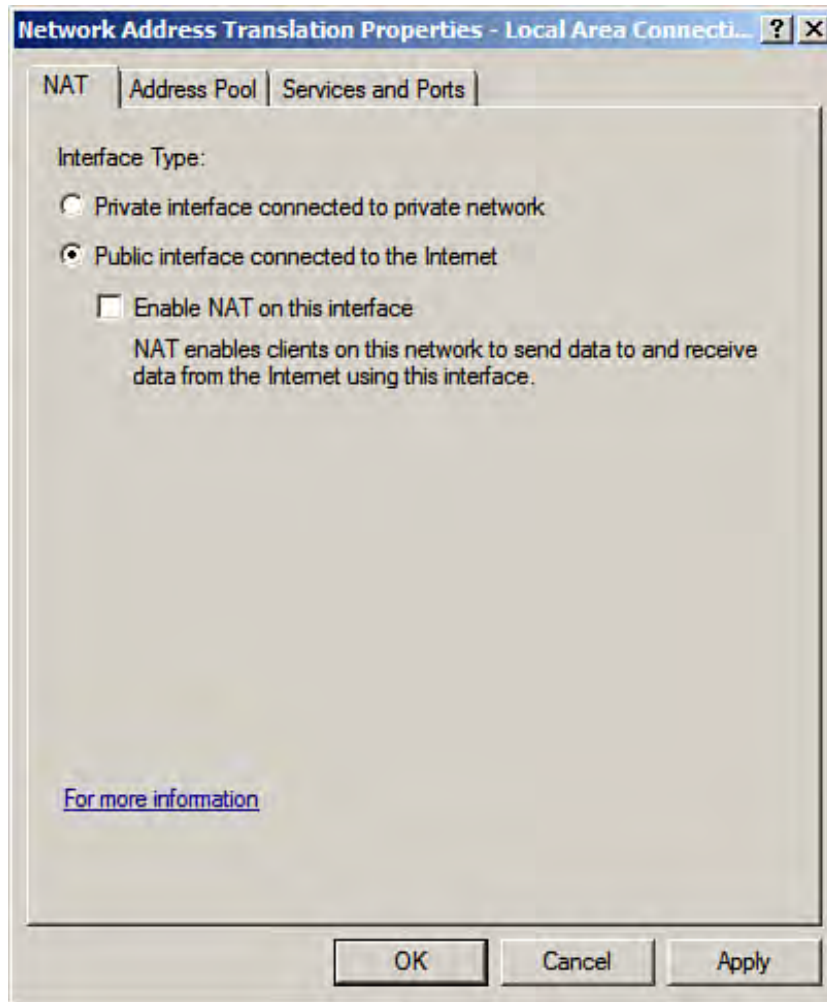 Network Address Translation Properties - Local Area Connecti...
NAT
Address Pool
Services and Ports
Interface Type:
Private interface connected to private network
Public interface connected to the Internet
Enable NAT on this interface
NAT enables clients on this network to send data to and receive
data from the Internet using this interface.
For more information
OK
Cancel
Apply